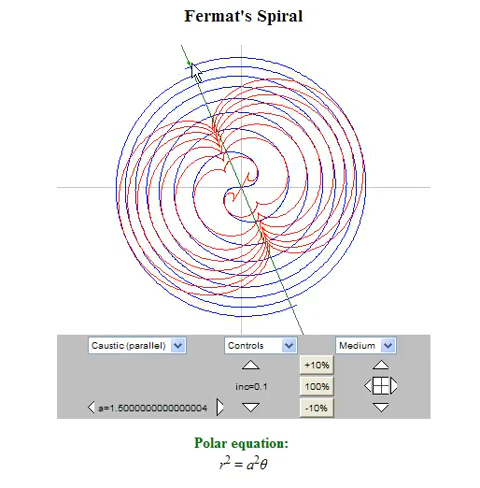 Fermat's Spiral
Caustic (parallel) Controls Medium
+10%
inc=0.1 100%
a=1.5000000000000004 -10%
Polar equation:
r² = a²θ